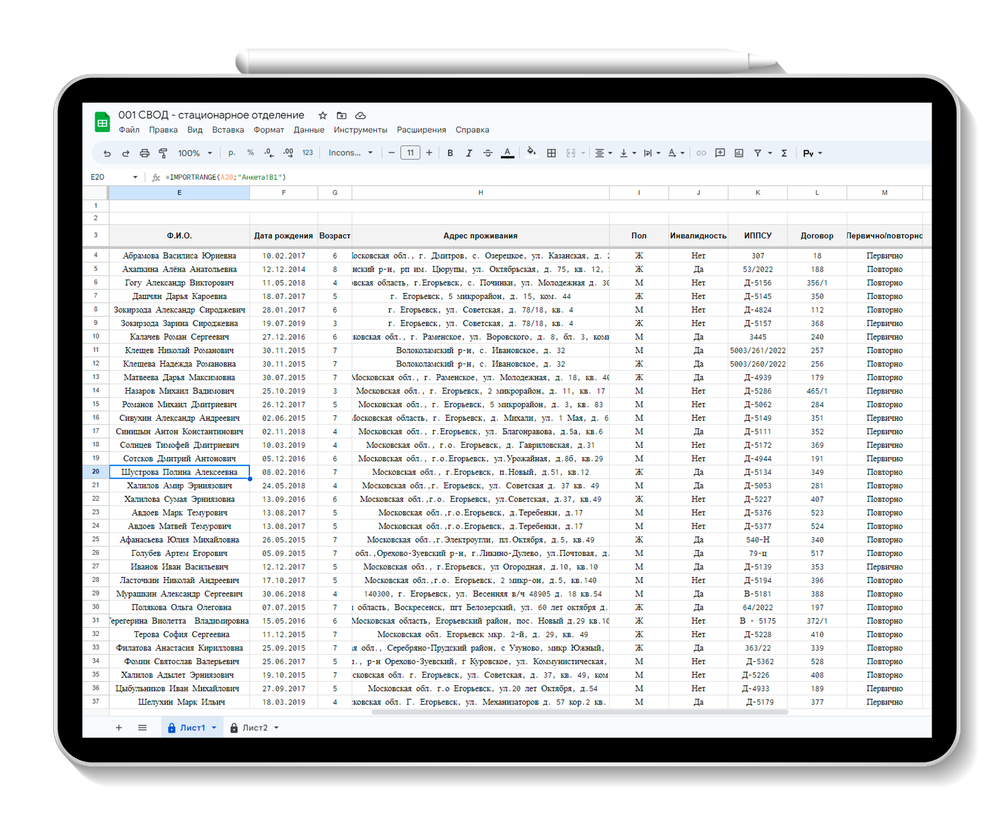 001 СВОД - стационарное отделение
Файл Правка Вид Вставка Формат Данные Инструменты Расширения Справка
100% р. % .0 .00 123 Incons... − 11 + B I A Σ
E20 fx =IMPORTRANGE(A20;"Анкета!B1")
E F G H I J K L M
1
2
3 Ф.И.О. Дата рождения Возраст Адрес проживания Пол Инвалидность ИППСУ Договор Первично/повторно
4 Абрамова Василиса Юриевна 10.02.2017 6 обл., г. Дмитров, с. Озерецкое, ул. Казанская, д. Ж Нет 307 18 Первично
5 Ахапкина Алёна Анатольевна 12.12.2014 8 р-н, рп им. Цюрупы, ул. Октябрьская, д. 75, кв. 12, Ж Да 53/2022 188 Повторно
6 Гогу Александр Викторович 11.05.2018 4 область, г.Егорьевск, с. Починки, ул. Молодежная д. 30 М Нет Д-5156 356/1 Повторно
7 Дашчян Дарья Кароевна 18.07.2017 5 г. Егорьевск, 5 микрорайон, д. 15, ком. 44 Ж Нет Д-5145 350 Повторно
8 Зокирзода Александр Сироджевич 28.01.2017 6 г. Егорьевск, ул. Советская, д. 78/18, кв. 4 М Нет Д-4824 112 Повторно
9 Зокирзода Зарина Сироджевна 19.07.2019 3 г. Егорьевск, ул. Советская, д. 78/18, кв. 4 Ж Нет Д-5157 368 Первично
10 Калачев Роман Сергеевич 27.12.2016 6 обл., г. Раменское, ул. Воровского, д. 8, бл. 3, М Да 3445 240 Первично
11 Клещев Николай Романович 30.11.2015 7 Волоколамский р-н, с. Ивановское, д. 32 М Да 5003/261/2022 257 Повторно
12 Клещева Надежда Романовна 30.11.2015 7 Волоколамский р-н, с. Ивановское, д. 32 Ж Да 5003/260/2022 256 Повторно
13 Матвеева Дарья Максимовна 30.07.2015 7 Московская обл., г. Раменское, ул. Молодежная, д. 18, кв. 40 Ж Да Д-4939 179 Повторно
14 Назаров Михаил Вадимович 25.10.2019 3 Московская обл., г. Егорьевск, 2 микрорайон, д. 11, кв. 17 М Нет Д-5286 465/1 Первично
15 Романов Михаил Дмитриевич 26.12.2017 5 Московская обл., г. Егорьевск, 5 микрорайон, д. 3, кв. 83 М Нет Д-5062 284 Повторно
16 Сивухин Александр Андреевич 02.06.2015 7 Московская область, г. Егорьевск, д. Михали, ул. 1 Мая, д. 6 М Нет Д-5149 351 Первично
17 Синицын Антон Константинович 02.11.2018 4 Московская обл., г.Егорьевск, ул. Благонравова, д.5а, кв.6 М Да Д-5111 352 Первично
18 Солнцев Тимофей Дмитриевич 10.03.2019 4 Московская обл., г.о. Егорьевск, д. Гавриловская, д.31 М Нет Д-5172 369 Первично
19 Сотсков Дмитрий Антонович 05.12.2016 6 Московская обл., г.о.Егорьевск, ул.Урожайная, д.8б, кв.29 М Нет Д-4944 191 Первично
20 Шустрова Полина Алексеевна 08.02.2016 7 Московская обл., г.Егорьевск, п.Новый, д.51, кв.12 Ж Да Д-5134 349 Повторно
21 Халилов Амир Эрниязович 24.05.2018 4 Московская обл.,г. Егорьевск, ул. Советская д. 37 кв. 49 М Да Д-5053 281 Повторно
22 Халилова Сумая Эрниязовна 13.09.2016 6 Московская обл.,г.о. Егорьевск, ул.Советская, д.37, кв.49 Ж Нет Д-5227 407 Повторно
23 Авдоев Марк Темурович 13.08.2017 5 Московская обл.,г.о.Егорьевск, д.Теребенки, д.17 М Нет Д-5376 523 Повторно
24 Авдоев Матвей Темурович 13.08.2017 5 Московская обл.,г.о.Егорьевск, д.Теребенки, д.17 М Нет Д-5377 524 Повторно
25 Афанасьева Юлия Михайловна 26.05.2015 7 Московская обл.,г.Электроугли, пл.Октября, д.5, кв.49 Ж Да 540-Н 340 Повторно
26 Голубев Артем Егорович 05.09.2015 7 обл.,Орехово-Зуевский р-н, г.Ликино-Дулево, ул.Почтовая, д. М Да 79-ц 517 Повторно
27 Иванов Иван Васильевич 12.12.2017 5 Московская обл., г.Егорьевск, ул Огородная, д.10, кв.10 М Да Д-5139 353 Первично
28 Ласточкин Николай Андреевич 17.10.2017 5 Московская обл.,г.о. Егорьевск, 2 микр-он, д.5, кв.140 М Нет Д-5194 396 Повторно
29 Мурашкин Александр Сергеевич 30.06.2018 4 140300, г. Егорьевск, ул. Весенняя в/ч 48905 д. 18 кв.54 М Да В-5181 388 Повторно
30 Полякова Ольга Олеговна 07.07.2015 7 область, Воскресенск, пгт Белозерский, ул. 60 лет октября д. Ж Да 64/2022 197 Повторно
31 Виолетта Владимировна 15.05.2016 6 Московская область, Егорьевский район, пос. Новый д.29 кв.10 Ж Нет В - 5175 372/1 Повторно
32 Терова София Сергеевна 11.12.2015 7 Московская обл. Егорьевск мкр. 2-й, д. 29, кв. 49 Ж Нет Д-5228 410 Повторно
33 Филатова Анастасия Кирилловна 25.09.2015 7 обл., Серебряно-Прудский район, с Узуново, микр Южный, Ж Да 363/22 339 Повторно
34 Фомин Святослав Валерьевич 25.06.2017 5 р-н Орехово-Зуевский, г Куровское, ул. Коммунистическая, М Нет Д-5362 528 Повторно
35 Халилов Адылет Эрниязович 19.10.2015 7 обл. г. Егорьевск, ул. Советская, д. 37, кв. 49, ком М Нет Д-5226 408 Повторно
36 Цыбульников Иван Михайлович 27.09.2017 5 Московская обл. г.о Егорьевск, ул.20 лет Октября, д.54 М Нет Д-4933 189 Первично
37 Шелухин Марк Ильич 18.03.2019 4 обл. Г. Егорьевск, ул. Механизаторов д. 57 кор.2 кв. М Да Д-5179 377 Первично
+ Лист1 Лист2